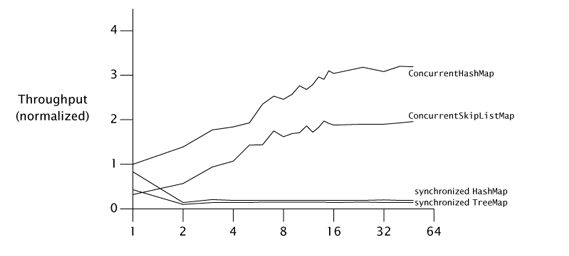 4
3
Throughput
(normalized)
2
1
0
ConcurrentHashMap
ConcurrentSkipListMap
synchronized HashMap
synchronized TreeMap
1 2 4 8 16 32 64